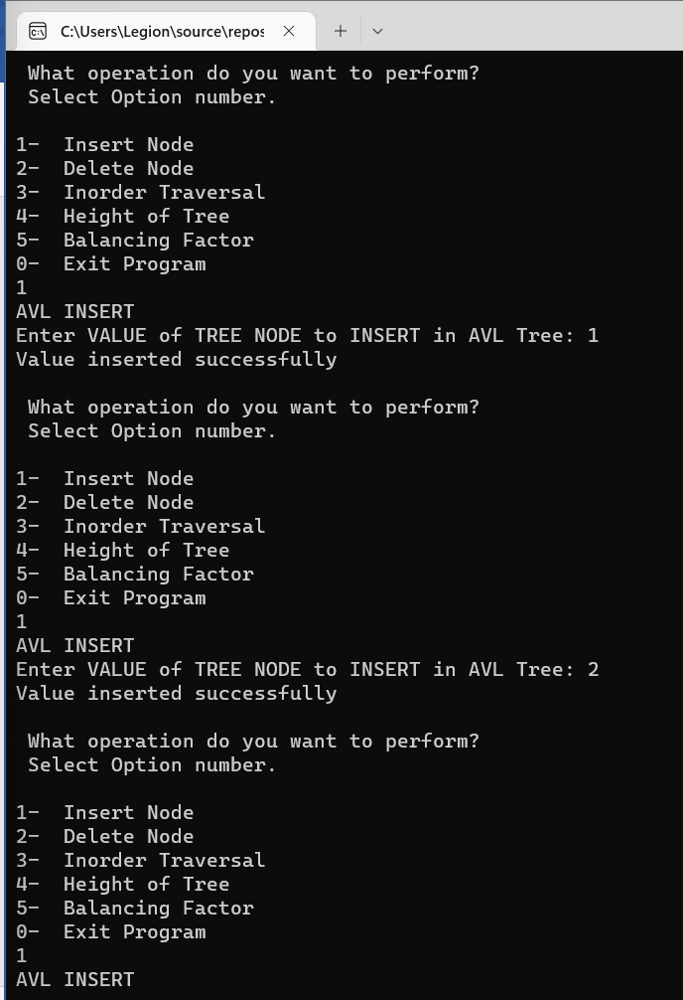 C:\Users\Legion\source\repos
What operation do you want to perform?
Select Option number.
1-  Insert Node
2-  Delete Node
3-  Inorder Traversal
4-  Height of Tree
5-  Balancing Factor
0-  Exit Program
1
AVL INSERT
Enter VALUE of TREE NODE to INSERT in AVL Tree: 1
Value inserted successfully
What operation do you want to perform?
Select Option number.
1-  Insert Node
2-  Delete Node
3-  Inorder Traversal
4-  Height of Tree
5-  Balancing Factor
0-  Exit Program
1
AVL INSERT
Enter VALUE of TREE NODE to INSERT in AVL Tree: 2
Value inserted successfully
What operation do you want to perform?
Select Option number.
1-  Insert Node
2-  Delete Node
3-  Inorder Traversal
4-  Height of Tree
5-  Balancing Factor
0-  Exit Program
1
AVL INSERT